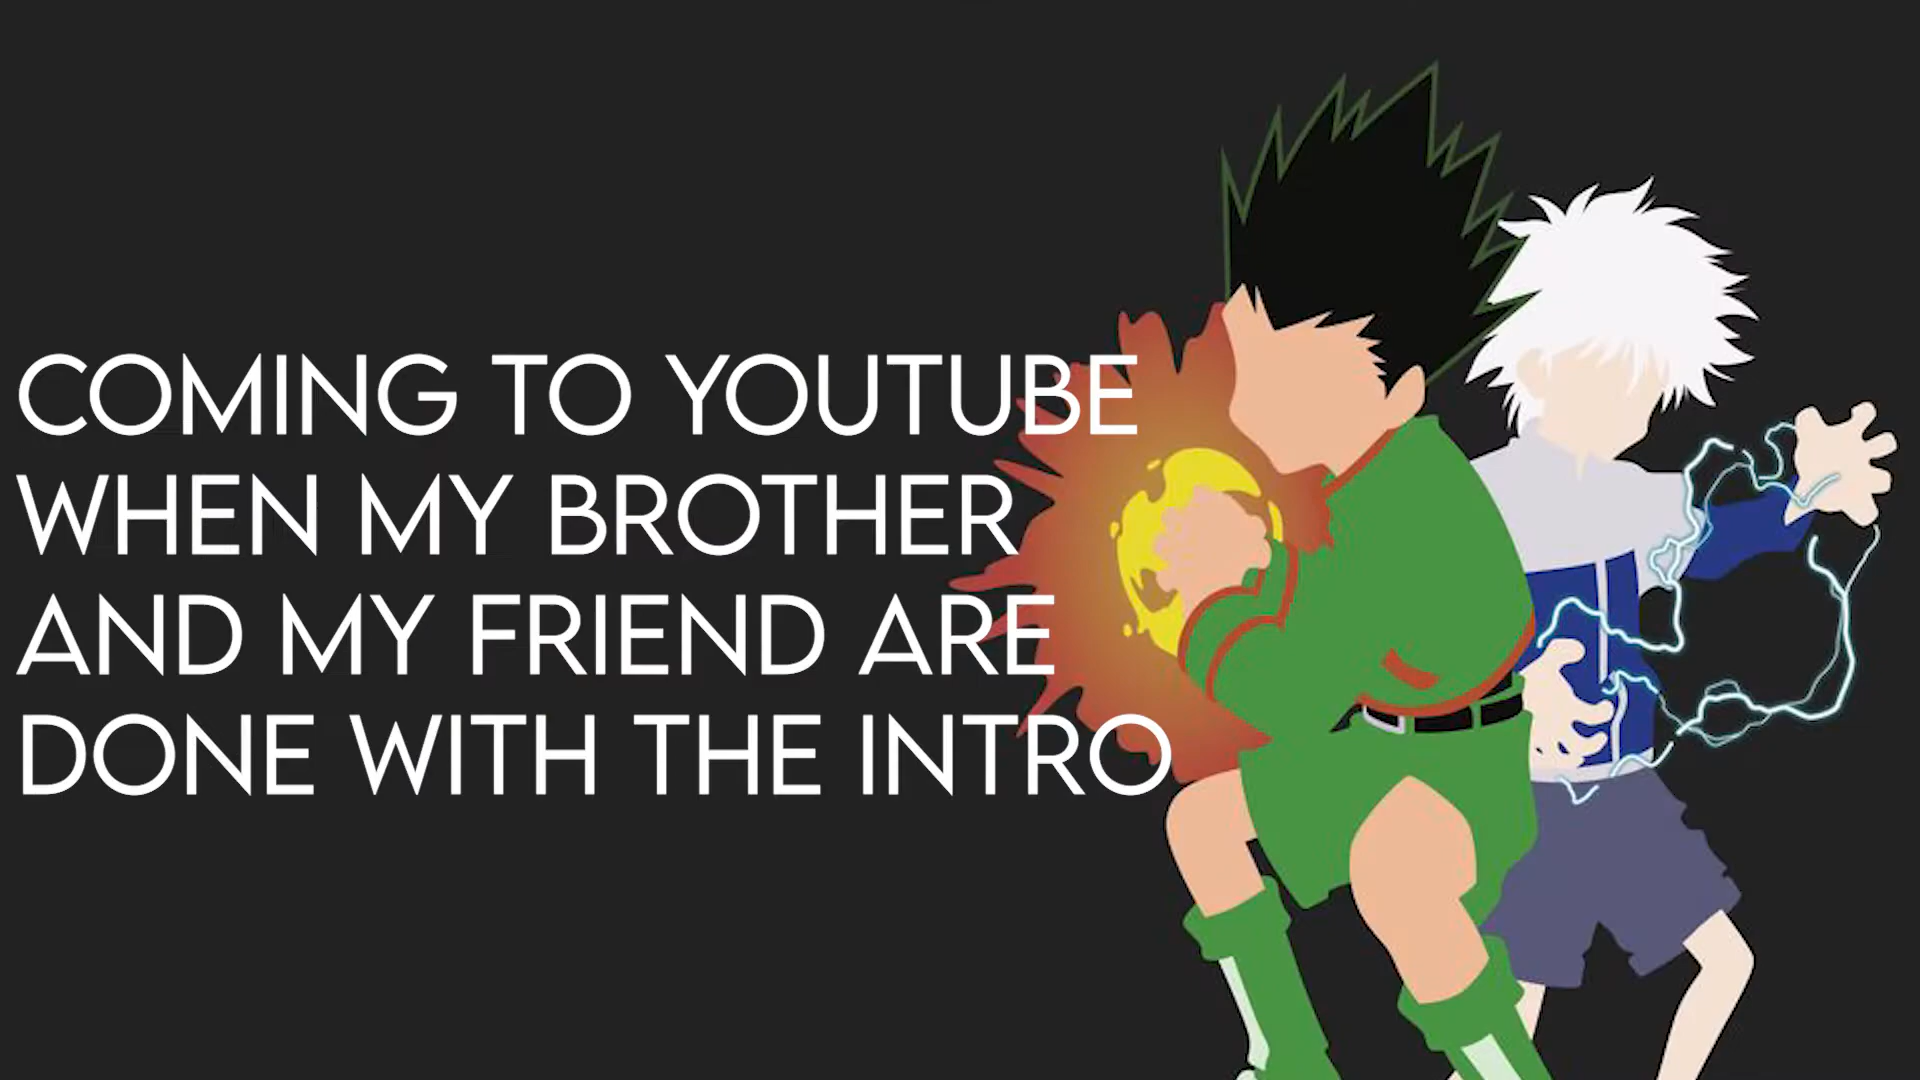 COMING TO YOUTUBE
WHEN MY BROTHER
AND MY FRIEND ARE
DONE WITH THE INTRO